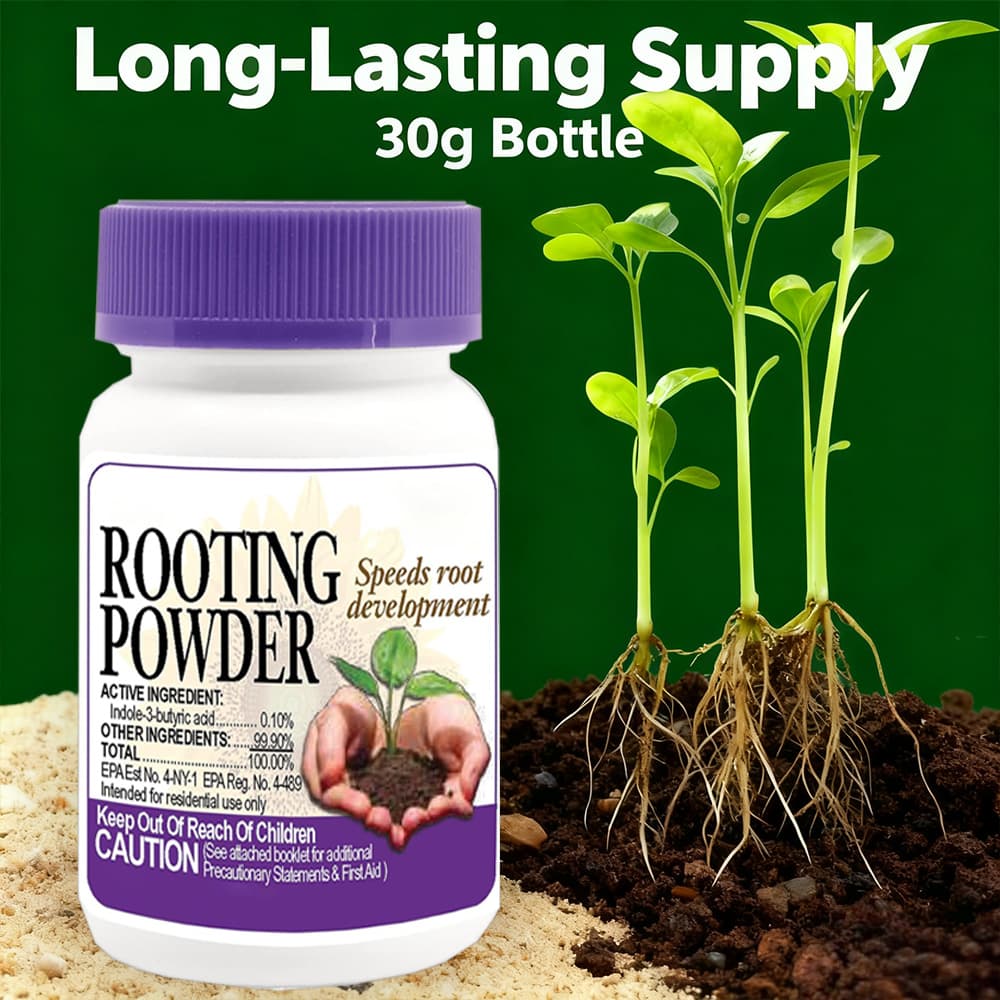 Long-Lasting Supply
30g Bottle
ROOTING
POWDER
Speeds root
development
ACTIVE INGREDIENT:
Indole-3-butyric acid............ 0.10%
OTHER INGREDIENTS: .....99.90%
TOTAL..............................100.00%
EPA Est No. 4-NY-1 EPA Reg. No. 4-489
Intended for residential use only
Keep Out Of Reach Of Children
CAUTION (See attached booklet for additional
Precautionary Statements & First Aid )